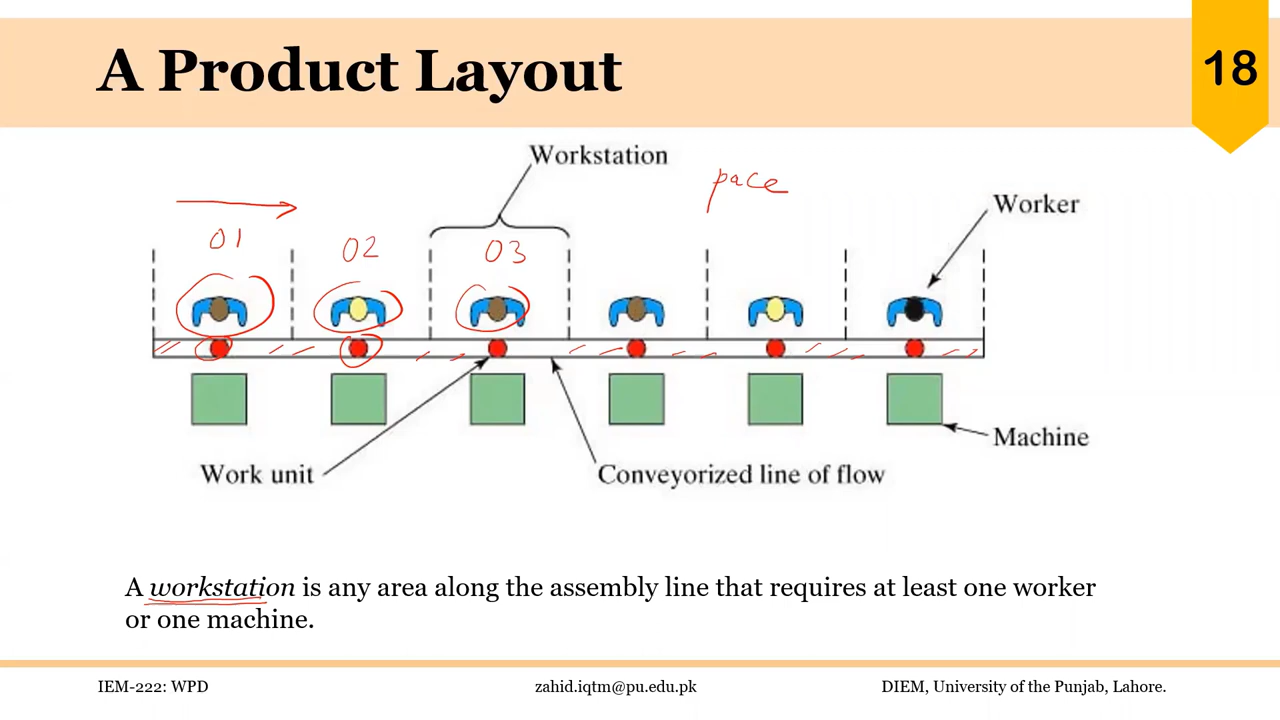 A Product Layout
18
Workstation
pace
Worker
01
02
03
Machine
Work unit
Conveyorized line of flow
A workstation is any area along the assembly line that requires at least one worker
or one machine.
IEM-222: WPD
zahid.iqtm@pu.edu.pk
DIEM, University of the Punjab, Lahore.